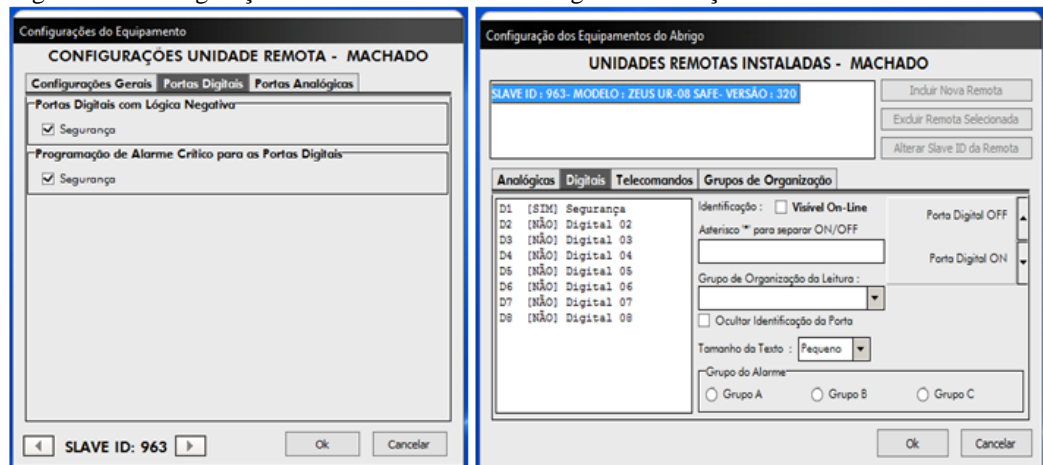 Configurações do Equipamento
CONFIGURAÇÕES UNIDADE REMOTA - MACHADO
Configurações Gerais Portas Digitais Portas Analógicas
Portas Digitais com Lógica Negativa
Segurança
Programação de Alarme Crítico para as Portas Digitais
Segurança
SLAVE ID: 963
Ok Cancelar
Configuração dos Equipamentos do Abrigo
UNIDADES REMOTAS INSTALADAS - MACHADO
SLAVE ID : 963- MODELO : ZEUS UR-08 SAFE- VERSÃO : 320
Incluir Nova Remota
Excluir Remota Selecionada
Alterar Slave ID da Remota
Analógicas Digitais Telecomandos Grupos de Organização
D1 [SIM] Segurança
D2 [NÃO] Digital 02
D3 [NÃO] Digital 03
D4 [NÃO] Digital 04
D5 [NÃO] Digital 05
D6 [NÃO] Digital 06
D7 [NÃO] Digital 07
D8 [NÃO] Digital 08
Identificação : Visível On-Line
Asterisco '*' para separar ON/OFF
Grupo de Organização da Leitura :
Ocultar Identificação da Porta
Tamanho do Texto : Pequeno
Grupo do Alarme
Grupo A Grupo B Grupo C
Porta Digital OFF
Porta Digital ON
Ok Cancelar